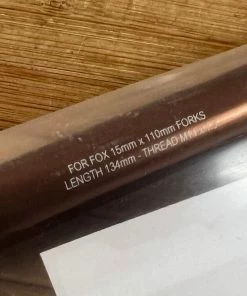 FOR FOX 15mm x 110mm FORKS
LENGTH 134mm - THREAD